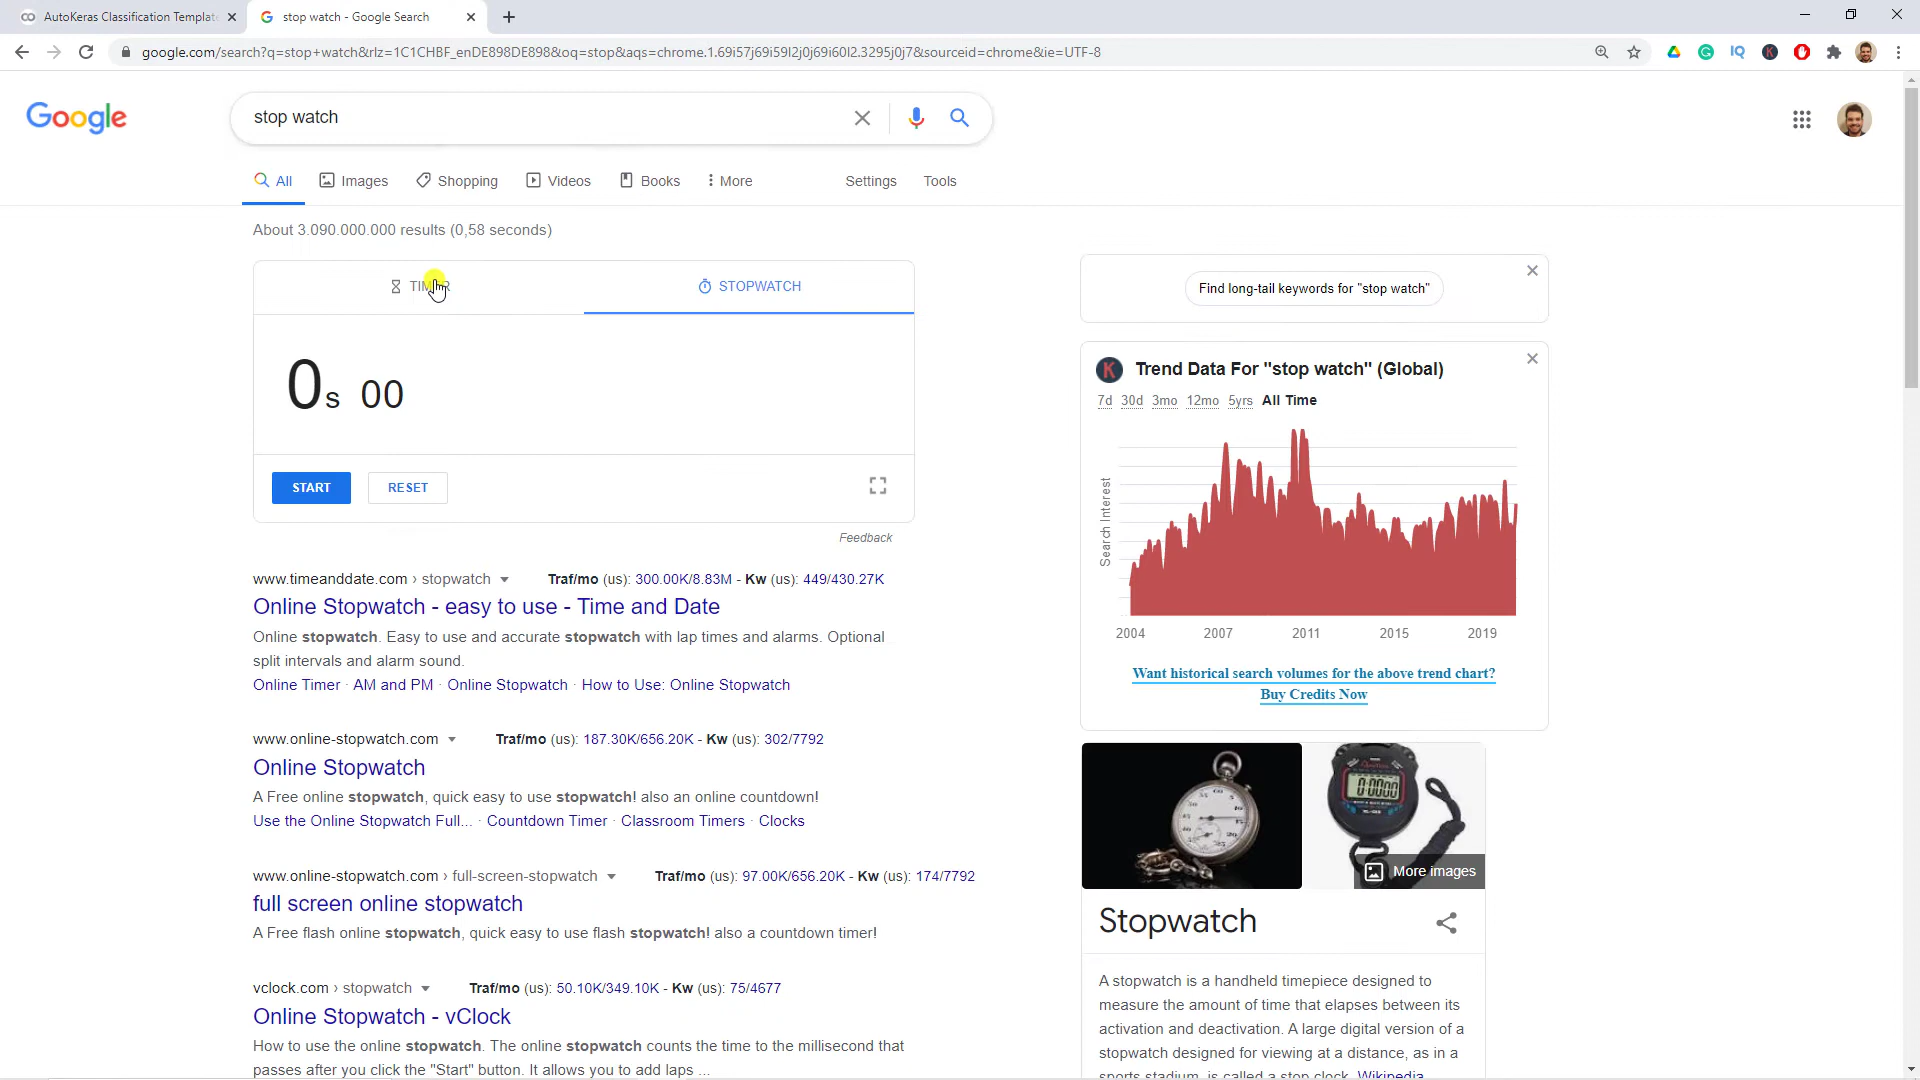 AutoKeras Classification Templat
stop watch - Google Search
google.com/search?q=stop+watch&rlz=1C1CHBF_enDE898DE898&oq=stop&aqs=chrome.1.69i57j69i59l2j0j69i60l2.3295j0j7&sourceid=chrome&ie=UTF-8
Google
stop watch
All
Images
Shopping
Videos
Books
More
Settings
Tools
About 3.090.000.000 results (0,58 seconds)
TIMER
STOPWATCH
0s 00
START
RESET
Feedback
www.timeanddate.com › stopwatch Traf/mo (us): 300.00K/8.83M - Kw (us): 449/430.27K
Online Stopwatch - easy to use - Time and Date
Online stopwatch. Easy to use and accurate stopwatch with lap times and alarms. Optional
split intervals and alarm sound.
Online Timer · AM and PM · Online Stopwatch · How to Use: Online Stopwatch
www.online-stopwatch.com Traf/mo (us): 187.30K/656.20K - Kw (us): 302/7792
Online Stopwatch
A Free online stopwatch, quick easy to use stopwatch! also an online countdown!
Use the Online Stopwatch Full... · Countdown Timer · Classroom Timers · Clocks
www.online-stopwatch.com › full-screen-stopwatch Traf/mo (us): 97.00K/656.20K - Kw (us): 174/7792
full screen online stopwatch
A Free flash online stopwatch, quick easy to use flash stopwatch! also a countdown timer!
vclock.com › stopwatch Traf/mo (us): 50.10K/349.10K - Kw (us): 75/4677
Online Stopwatch - vClock
How to use the online stopwatch. The online stopwatch counts the time to the millisecond that
passes after you click the "Start" button. It allows you to add laps ...
Find long-tail keywords for "stop watch"
K
Trend Data For "stop watch" (Global)
7d 30d 3mo 12mo 5yrs All Time
Search Interest
2004 2007 2011 2015 2019
Want historical search volumes for the above trend chart?
Buy Credits Now
More images
Stopwatch
A stopwatch is a handheld timepiece designed to
measure the amount of time that elapses between its
activation and deactivation. A large digital version of a
stopwatch designed for viewing at a distance, as in a
sports stadium, is called a stop clock. Wikipedia